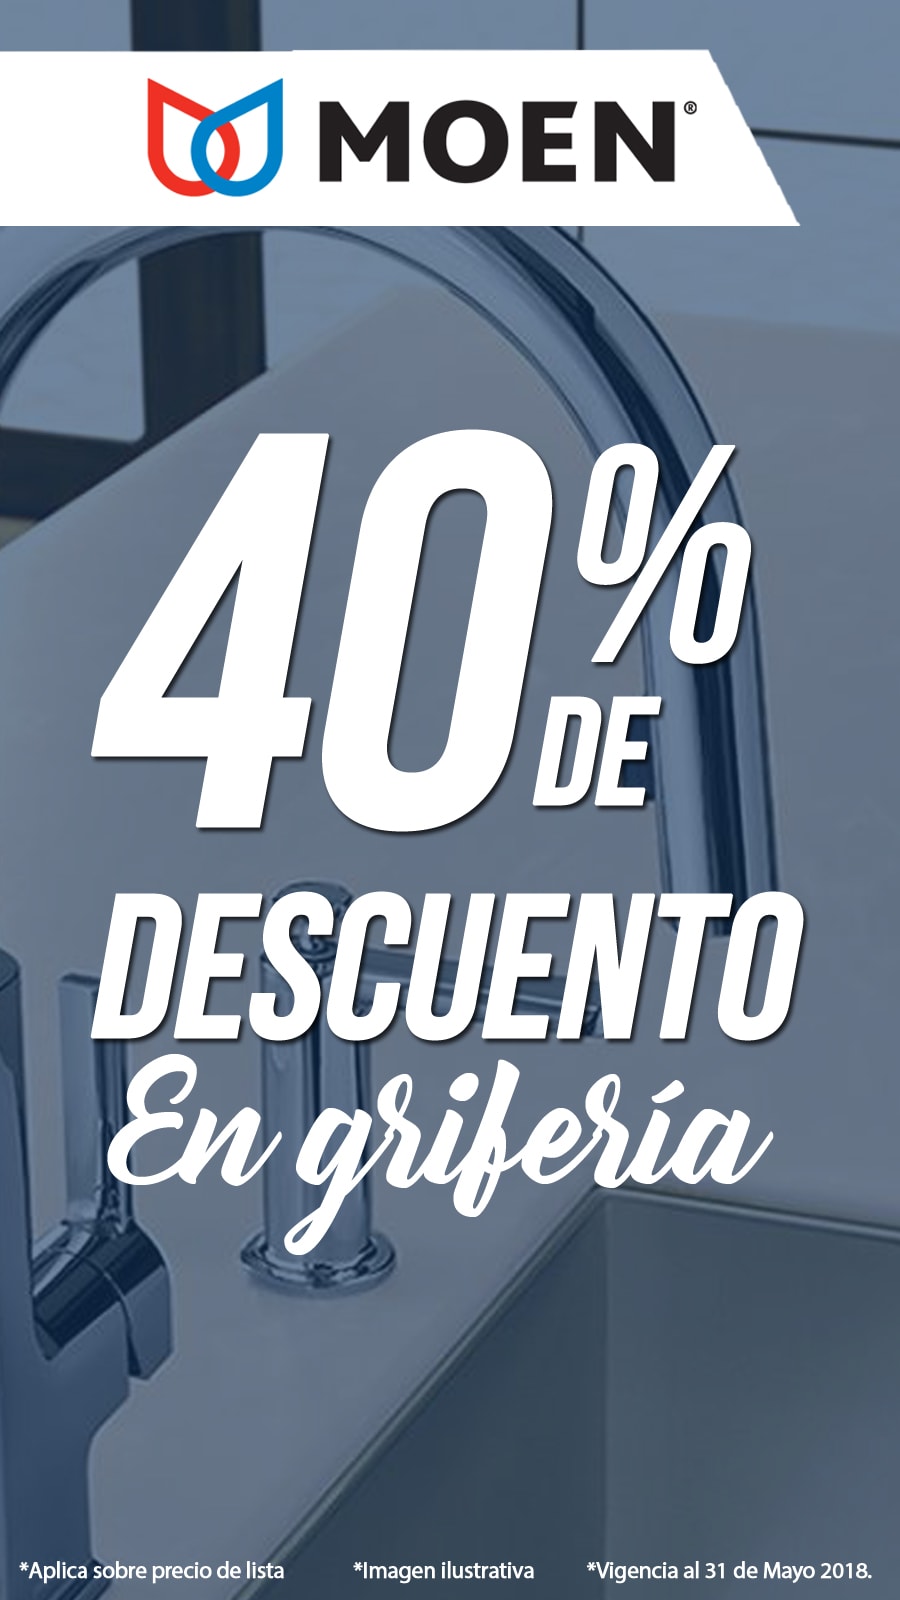 MOEN®
40%
DE
DESCUENTO
En grifería
*Aplica sobre precio de lista *Imagen ilustrativa *Vigencia al 31 de Mayo 2018.